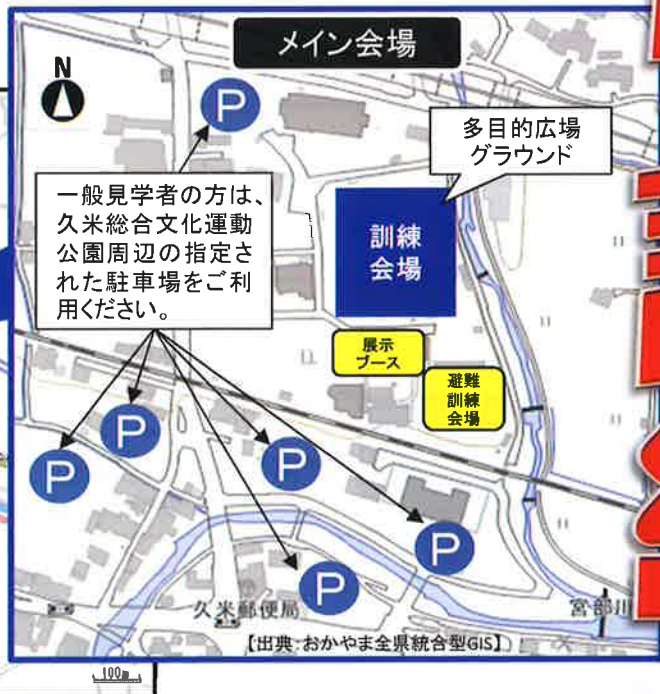 メイン会場
N
P
多目的広場
グラウンド
一般見学者の方は、
久米総合文化運動
公園周辺の指定さ
れた駐車場をご利
用ください。
訓練
会場
展示
ブース
避難
訓練
会場
P
P
P
P
P
久米郵便局
宮部川
【出典:おかやま全県統合型GIS】
100m